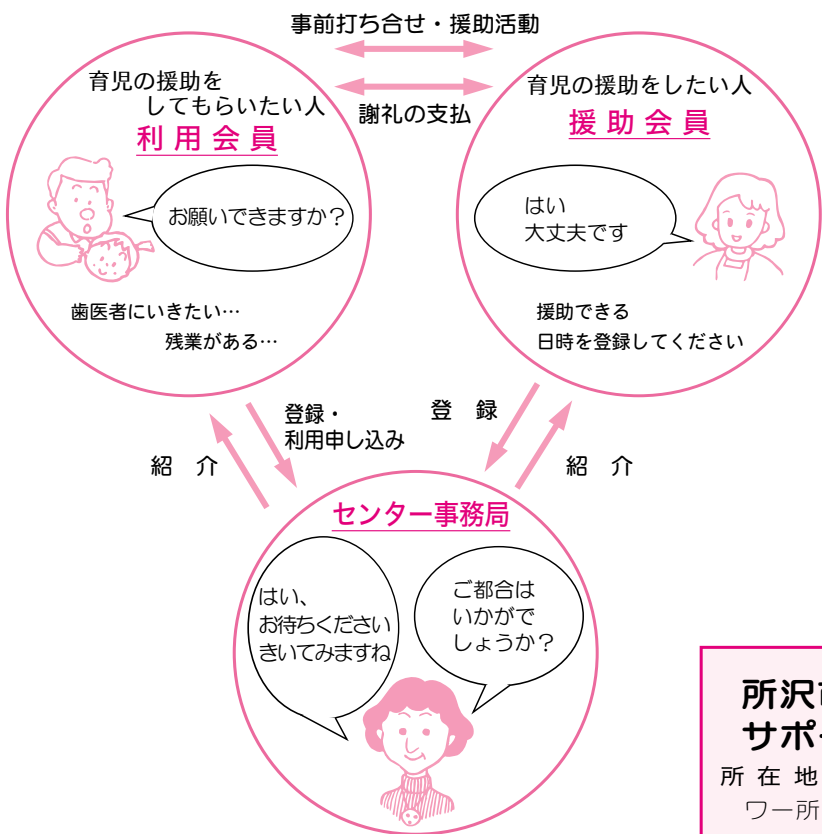 事前打ち合せ・援助活動
謝礼の支払
育児の援助を
してもらいたい人
利用会員
お願いできますか？
歯医者にいきたい…
残業がある…
育児の援助をしたい人
援助会員
はい
大丈夫です
援助できる
日時を登録してください
登録・
利用申し込み
紹 介
登 録
紹 介
センター事務局
はい、
お待ちください
きいてみますね
ご都合は
いかがで
しょうか？
所沢
サポ
所在地
ワー所